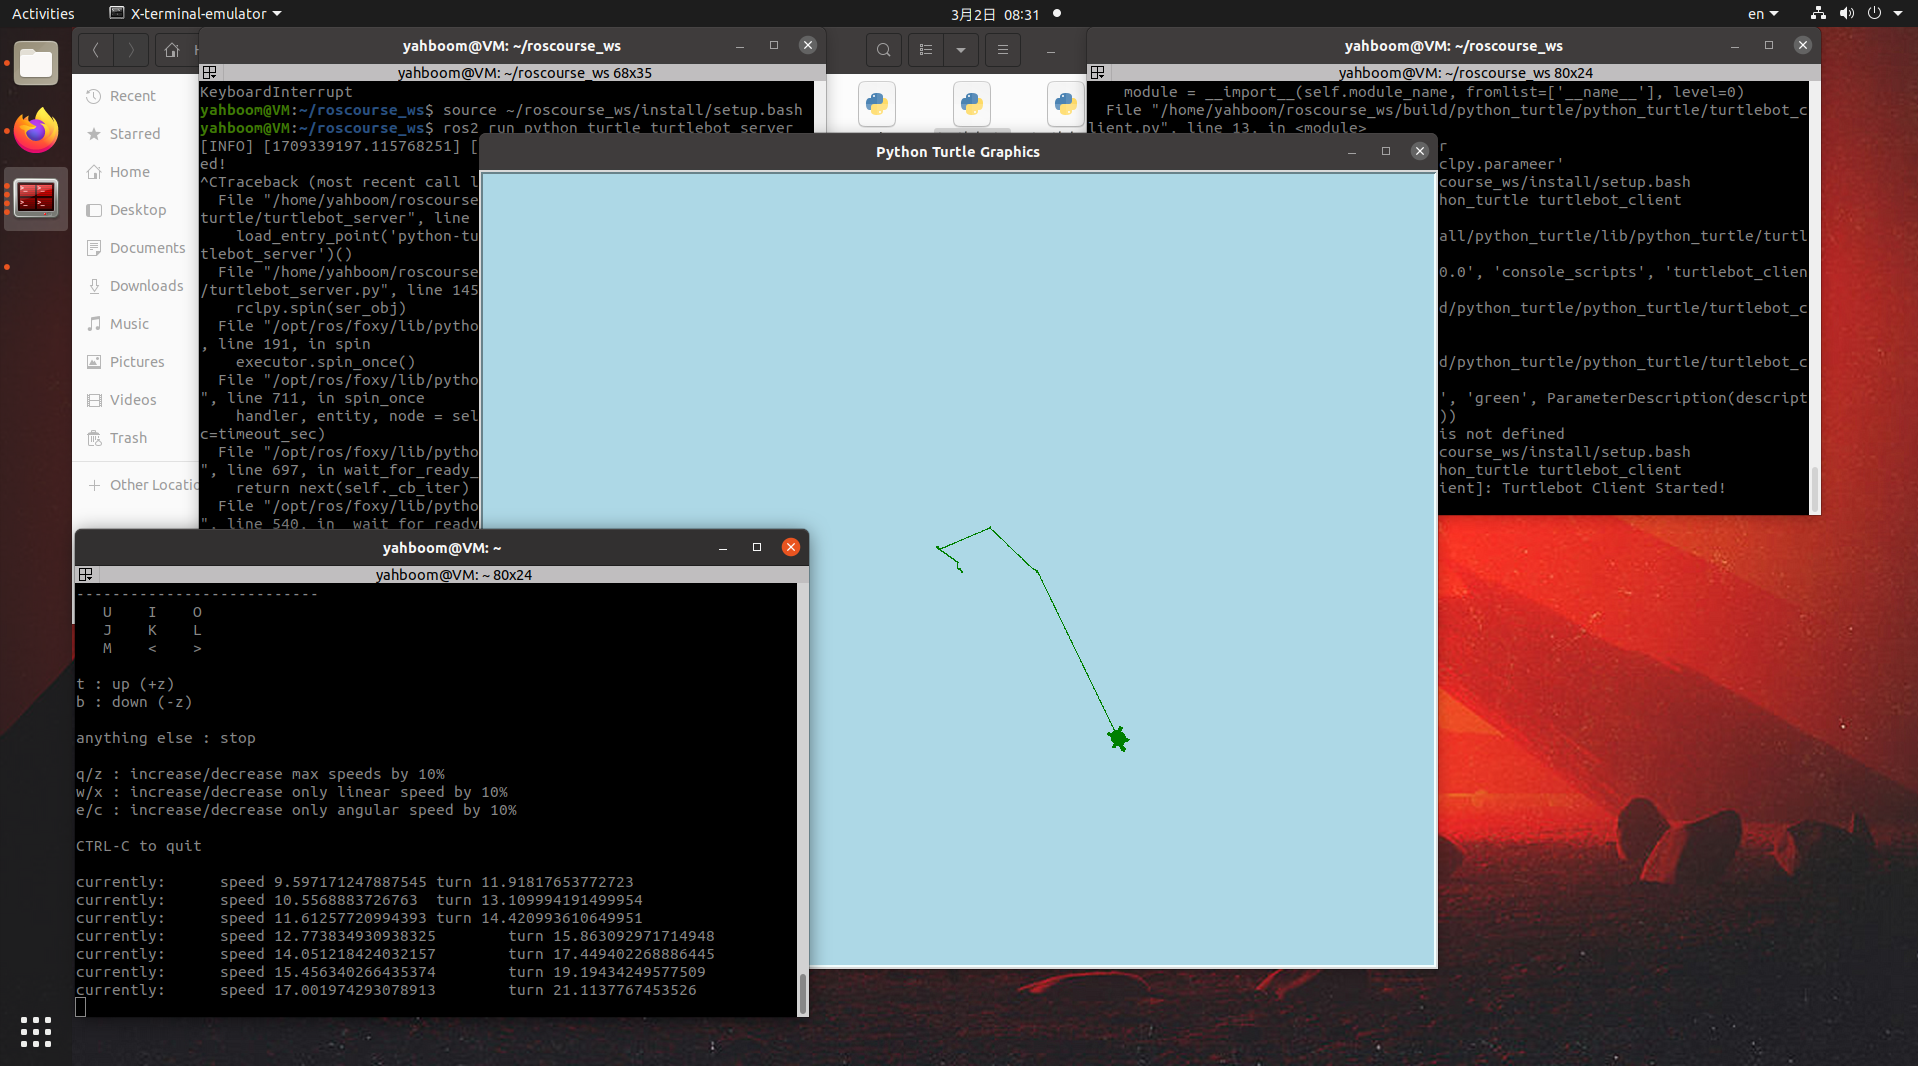 Activities
X-terminal-emulator
3月2日 08:31
en
yahboom@VM: ~/roscourse_ws
yahboom@VM: ~/roscourse_ws 68x35
KeyboardInterrupt
yahboom@VM:~/roscourse_ws$ source ~/roscourse_ws/install/setup.bash
yahboom@VM:~/roscourse_ws$ ros2 run python_turtle turtlebot_server
[INFO] [1709339197.115768251] [
ed!
^CTraceback (most recent call l
File "/home/yahboom/roscourse
turtle/turtlebot_server", line
load_entry_point('python-tu
tlebot_server')()
File "/home/yahboom/roscourse
/turtlebot_server.py", line 145
rclpy.spin(ser_obj)
File "/opt/ros/foxy/lib/pytho
, line 191, in spin
executor.spin_once()
File "/opt/ros/foxy/lib/pytho
", line 711, in spin_once
handler, entity, node = sel
c=timeout_sec)
File "/opt/ros/foxy/lib/pytho
", line 697, in wait_for_ready_
return next(self._cb_iter)
File "/opt/ros/foxy/lib/pytho
", line 540, in _wait_for_ready
Recent
Starred
Home
Desktop
Documents
Downloads
Music
Pictures
Videos
Trash
Other Locatio
yahboom@VM: ~/roscourse_ws
yahboom@VM: ~/roscourse_ws 80x24
module = __import__(self.module_name, fromlist=['__name__'], level=0)
File "/home/yahboom/roscourse_ws/build/python_turtle/python_turtle/turtlebot_c
lient.py", line 13, in <module>
r
clpy.parameer'
course_ws/install/setup.bash
hon_turtle turtlebot_client
all/python_turtle/lib/python_turtle/turtl
0.0', 'console_scripts', 'turtlebot_clien
d/python_turtle/python_turtle/turtlebot_c
d/python_turtle/python_turtle/turtlebot_c
', 'green', ParameterDescription(descript
'))
is not defined
course_ws/install/setup.bash
hon_turtle turtlebot_client
ient]: Turtlebot Client Started!
Python Turtle Graphics
yahboom@VM: ~
yahboom@VM: ~ 80x24
---------------------------
U I O
J K L
M < >
t : up (+z)
b : down (-z)
anything else : stop
q/z : increase/decrease max speeds by 10%
w/x : increase/decrease only linear speed by 10%
e/c : increase/decrease only angular speed by 10%
CTRL-C to quit
currently: speed 9.597171247887545 turn 11.91817653772723
currently: speed 10.5568883726763 turn 13.109994191499954
currently: speed 11.61257720994393 turn 14.420993610649951
currently: speed 12.773834930938325 turn 15.863092971714948
currently: speed 14.051218424032157 turn 17.449402268886445
currently: speed 15.456340266435374 turn 19.19434249577509
currently: speed 17.001974293078913 turn 21.1137767453526